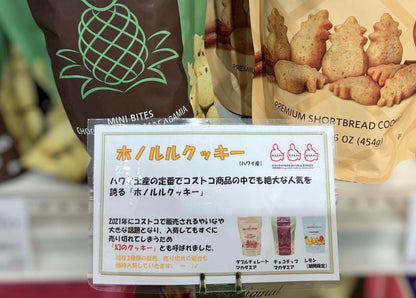 MINI BITES
MACADAMIA
PREMIUM SHORTBREAD COO
6 OZ (454g)
ホノルルクッキー
(ハワイ産)
ハワイ土産の定番でコストコ商品の中でも絶大な人気を
誇る「ホノルルクッキー」
2021年にコストコで販売されるやいなや
大きな話題となり、入荷してもすぐに
売り切れてしまうため
「幻のクッキー」とも呼ばれました。
ダブルチョコレート
マカダミア
チョコチップ
マカダミア
レモン
(期間限定)